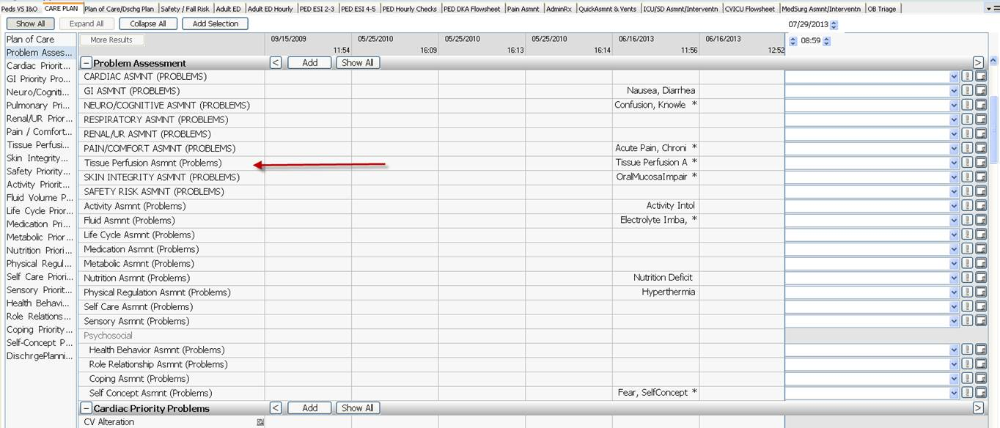 Peds VS I&O CARE PLAN Plan of Care/Dschg Plan Safety / Fall Risk Adult ED Adult ED Hourly PED ESI 2-3 PED ESI 4-5 PED Hourly Checks PED DKA Flowsheet Pain Asmnt AdminRx QuickAsmnt & Vents ICU/SD Asmnt/Interventn CVICU Flowsheet MedSurg Asmnt/Interventn OB Triage
Show All Expand All Collapse All Add Selection
07/29/2013
08:59
Plan of Care
Problem Asses...
Cardiac Priorit...
GI Priority Pro...
Neuro/Cogniti...
Pulmonary Pri...
Renal/UR Prior...
Pain / Comfort...
Tissue Perfusi...
Skin Integrity...
Safety Priority...
Activity Priorit...
Fluid Volume P...
Life Cycle Prior...
Medication Pri...
Metabolic Prior...
Nutrition Priori...
Physical Regul...
Self Care Priori...
Sensory Priorit...
Health Behavi...
Role Relations...
Coping Priority...
Self-Concept P...
DischrgePlanni...
More Results 09/15/2009 05/25/2010 05/25/2010 05/25/2010 06/16/2013 06/16/2013
11:54 16:09 16:13 16:14 11:56 12:52
Problem Assessment < Add Show All >
CARDIAC ASMNT (PROBLEMS)
GI ASMNT (PROBLEMS) Nausea, Diarrhea
NEURO/COGNITIVE ASMNT (PROBLEMS) Confusion, Knowle *
RESPIRATORY ASMNT (PROBLEMS)
RENAL/UR ASMNT (PROBLEMS)
PAIN/COMFORT ASMNT (PROBLEMS) Acute Pain, Chroni *
Tissue Perfusion Asmnt (Problems) Tissue Perfusion A *
SKIN INTEGRITY ASMNT (PROBLEMS) OralMucosaImpair *
SAFETY RISK ASMNT (PROBLEMS)
Activity Asmnt (Problems) Activity Intol
Fluid Asmnt (Problems) Electrolyte Imba, *
Life Cycle Asmnt (Problems)
Medication Asmnt (Problems)
Metabolic Asmnt (Problems)
Nutrition Asmnt (Problems) Nutrition Deficit
Physical Regulation Asmnt (Problems) Hyperthermia
Self Care Asmnt (Problems)
Sensory Asmnt (Problems)
Psychosocial
Health Behavior Asmnt (Problems)
Role Relationship Asmnt (Problems)
Coping Asmnt (Problems)
Self Concept Asmnt (Problems) Fear, SelfConcept *
Cardiac Priority Problems < Add Show All >
CV Alteration